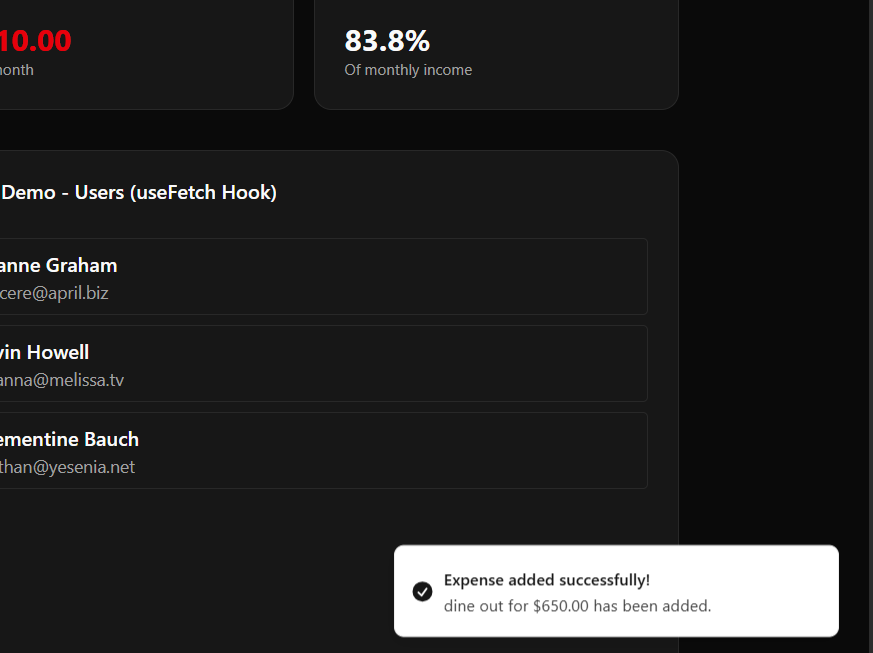 10.00
month
83.8%
Of monthly income
Demo - Users (useFetch Hook)
anne Graham
cere@april.biz
vin Howell
anna@melissa.tv
ementine Bauch
than@yesenia.net
Expense added successfully!
dine out for $650.00 has been added.